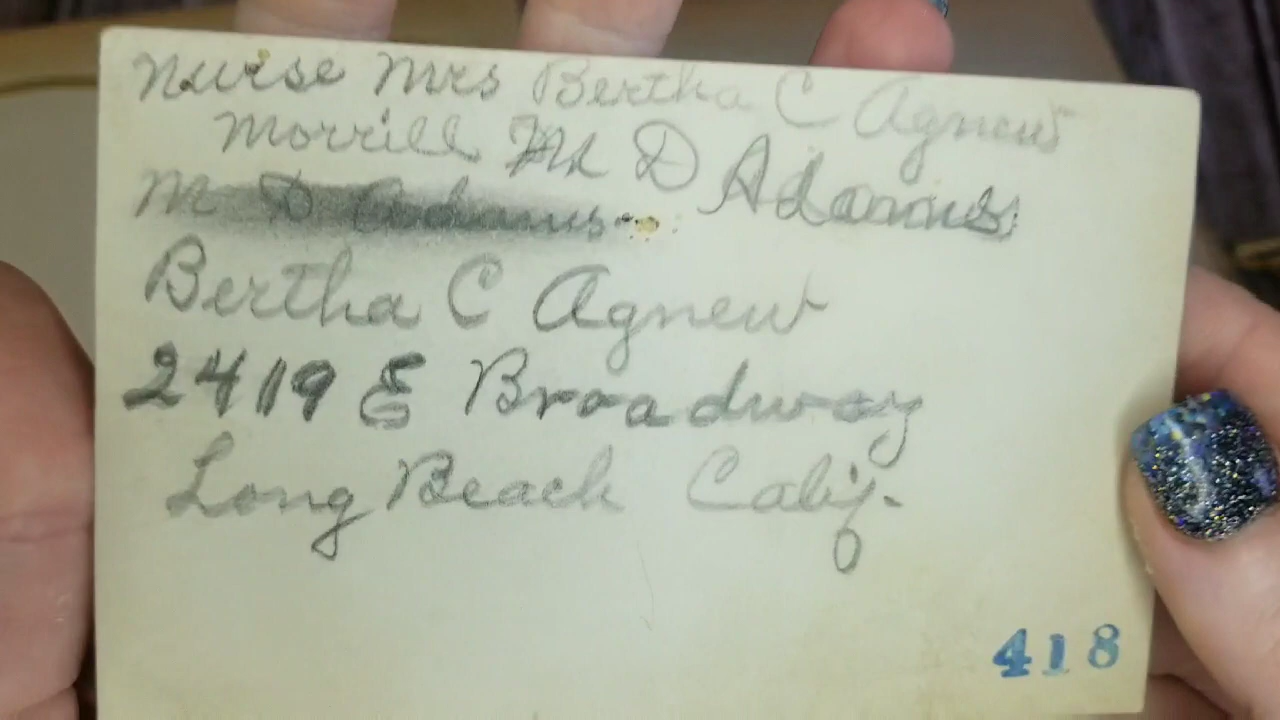 Nurse Mrs Bertha C Agnew
Morrill D Adams
M D Adams
Bertha C Agnew
2419 E Broadway
Long Beach Calif.
418